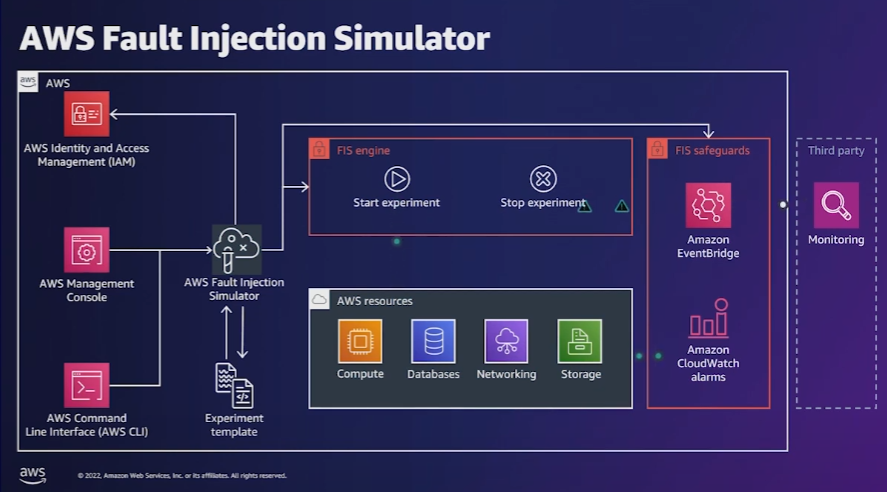 AWS Fault Injection Simulator
aws
AWS
AWS Identity and Access
Management (IAM)
FIS engine
Start experiment
Stop experiment
FIS safeguards
Amazon
EventBridge
Third party
Monitoring
AWS Management
Console
AWS Fault Injection
Simulator
AWS resources
Compute
Databases
Networking
Storage
Amazon
CloudWatch
alarms
AWS Command
Line Interface (AWS CLI)
Experiment
template
aws
© 2022, Amazon Web Services, Inc. or its affiliates. All rights reserved.